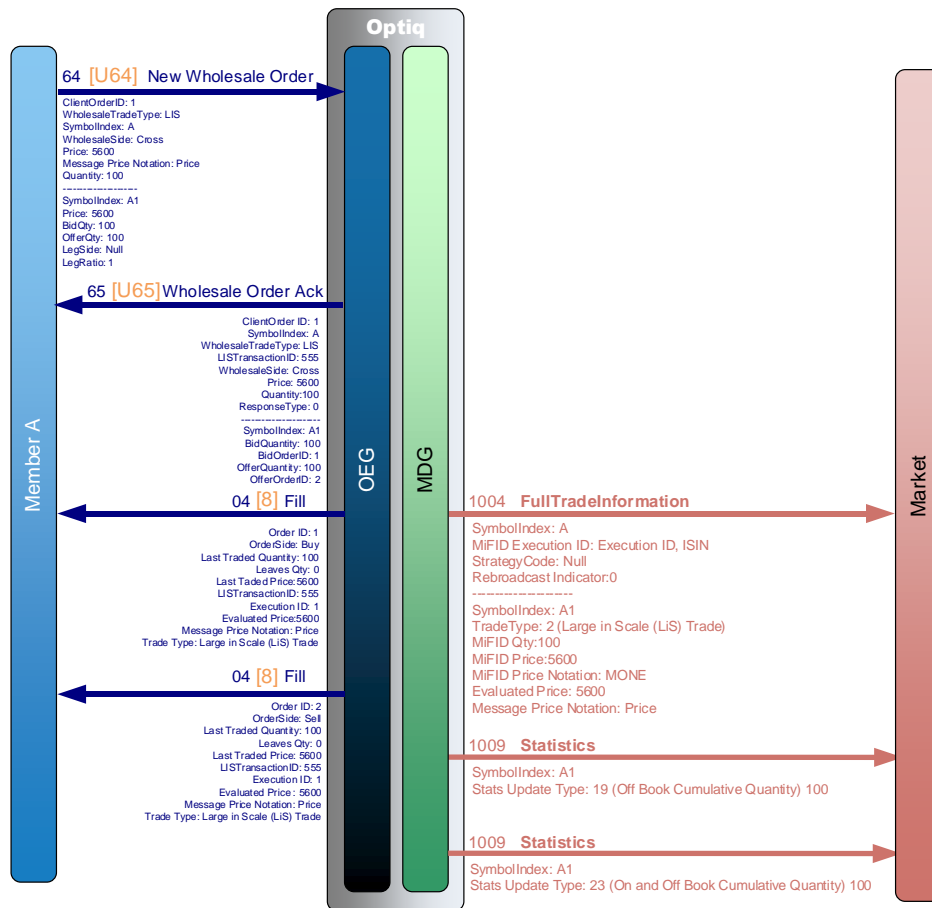 Optiq
64 [U64] New Wholesale Order
ClientOrderID: 1
WholesaleTradeType: LIS
SymbolIndex: A
WholesaleSide: Cross
Price: 5600
Message Price Notation: Price
Quantity: 100
----------------------
SymbolIndex: A1
Price: 5600
BidQty: 100
OfferQty: 100
LegSide: Null
LegRatio: 1
65 [U65] Wholesale Order Ack
ClientOrder ID: 1
SymbolIndex: A
WholesaleTradeType: LIS
LISTransactionID: 555
WholesaleSide: Cross
Price: 5600
Quantity:100
ResponseType: 0
-----------------------
SymbolIndex: A1
BidQuantity: 100
BidOrderID: 1
OfferQuantity: 100
OfferOrderID: 2
04 [8] Fill
Order ID: 1
OrderSide: Buy
Last Traded Quantity: 100
Leaves Qty: 0
Last Taded Price:5600
LISTransactionID: 555
Execution ID: 1
Evaluated Price:5600
Message Price Notation: Price
Trade Type: Large in Scale (LiS) Trade
04 [8] Fill
Order ID: 2
OrderSide: Sell
Last Traded Quantity: 100
Leaves Qty: 0
Last Traded Price: 5600
LISTransactionID: 555
Execution ID: 1
Evaluated Price : 5600
Message Price Notation: Price
Trade Type: Large in Scale (LiS) Trade
Member A
OEG
MDG
1004 FullTradeInformation
SymbolIndex: A
MiFID Execution ID: Execution ID, ISIN
StrategyCode: Null
Rebroadcast Indicator:0
----------------------
SymbolIndex: A1
TradeType: 2 (Large in Scale (LiS) Trade)
MiFID Qty:100
MiFID Price:5600
MiFID Price Notation: MONE
Evaluated Price: 5600
Message Price Notation: Price
1009 Statistics
SymbolIndex: A1
Stats Update Type: 19 (Off Book Cumulative Quantity) 100
1009 Statistics
SymbolIndex: A1
Stats Update Type: 23 (On and Off Book Cumulative Quantity) 100
Market